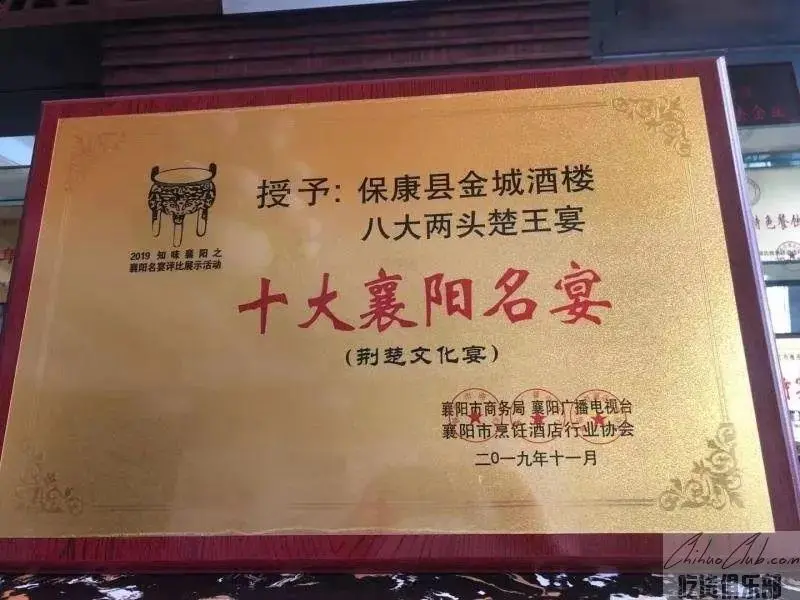 授予：保康县金城酒楼
八大两头楚王宴
2019 知味襄阳之
襄阳名宴评比展示活动
十大襄阳名宴
(荆楚文化宴)
襄阳市商务局 襄阳广播电视台
襄阳市烹饪酒店行业协会
二0一九年十一月
色餐饮
ChihuoClub.com
吃货俱乐部